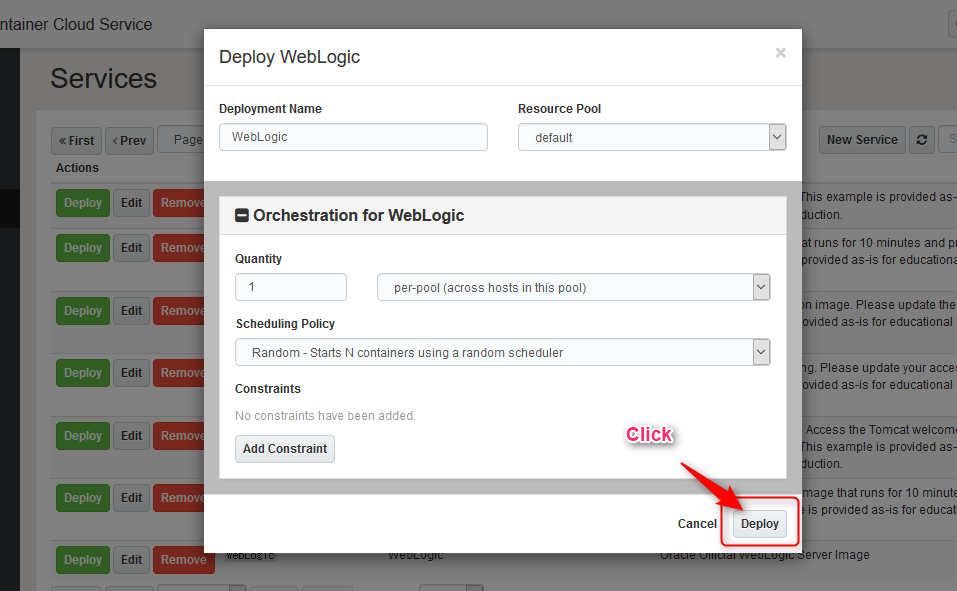 ntainer Cloud Service
Services
« First ‹ Prev Page
New Service
Actions
Deploy WebLogic
×
Deployment Name
Resource Pool
WebLogic
default
Orchestration for WebLogic
Quantity
1
per-pool (across hosts in this pool)
Scheduling Policy
Random - Starts N containers using a random scheduler
Constraints
No constraints have been added.
Add Constraint
Click
Cancel Deploy
Deploy Edit Remove
This example is provided as-
duction.
Deploy Edit Remove
at runs for 10 minutes and pr
provided as-is for educationa
Deploy Edit Remove
on image. Please update the
ovided as-is for educational
Deploy Edit Remove
ng. Please update your acces
ovided as-is for educational
Deploy Edit Remove
. Access the Tomcat welcome
This example is provided as-
duction.
Deploy Edit Remove
mage that runs for 10 minute
e is provided as-is for educat
Deploy Edit Remove WebLogic WebLogic Oracle Official WebLogic Server Image